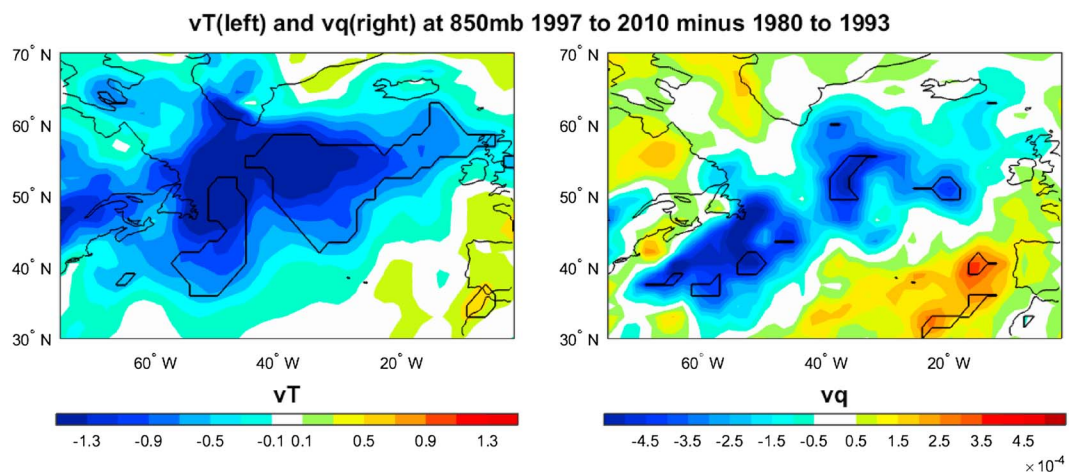 vT(left) and vq(right) at 850mb 1997 to 2010 minus 1980 to 1993
70° N
60° N
50° N
40° N
30° N
60° W
40° W
20° W
vT
-1.3 -0.9 -0.5 -0.1 0.1 0.5 0.9 1.3
70° N
60° N
50° N
40° N
30° N
60° W
40° W
20° W
vq
-4.5 -3.5 -2.5 -1.5 -0.5 0.5 1.5 2.5 3.5 4.5
×10⁻⁴